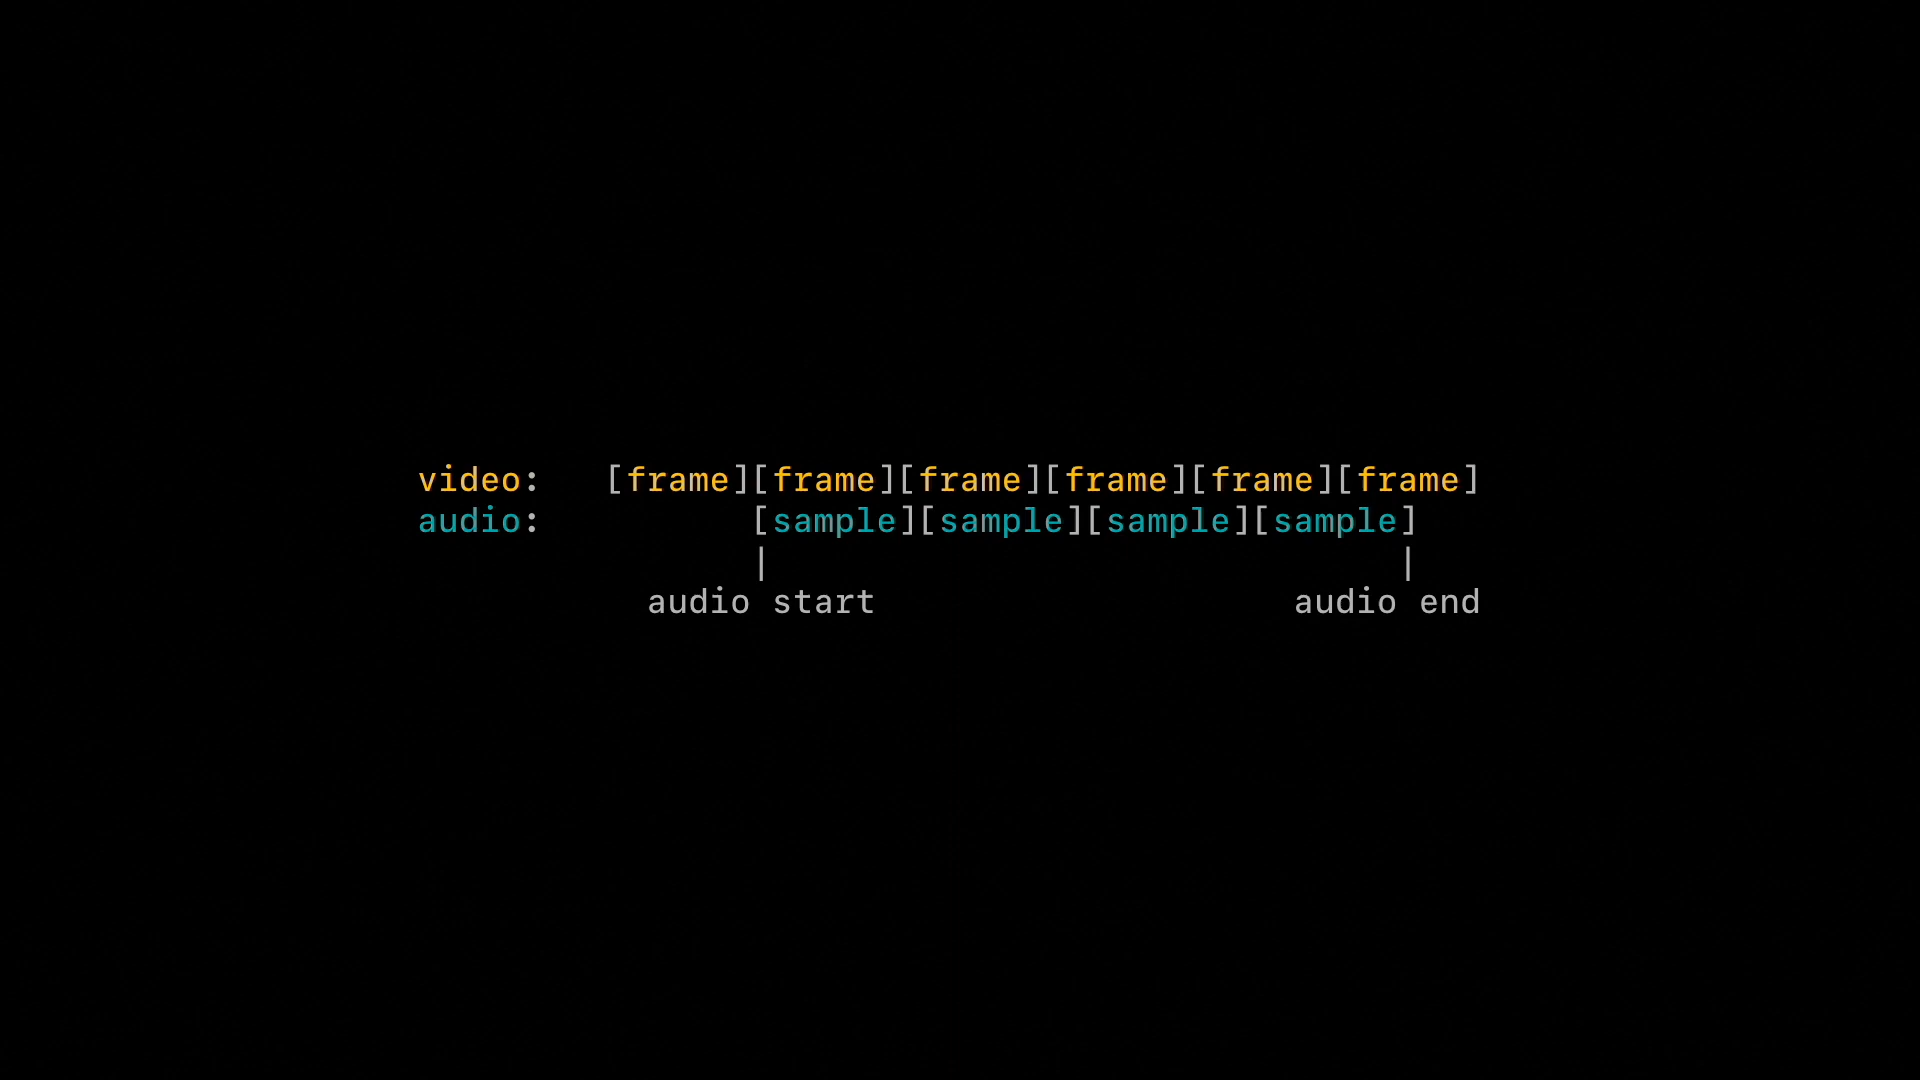 video:   [frame][frame][frame][frame][frame][frame]
audio:          [sample][sample][sample][sample]
                |                              |
           audio start                    audio end